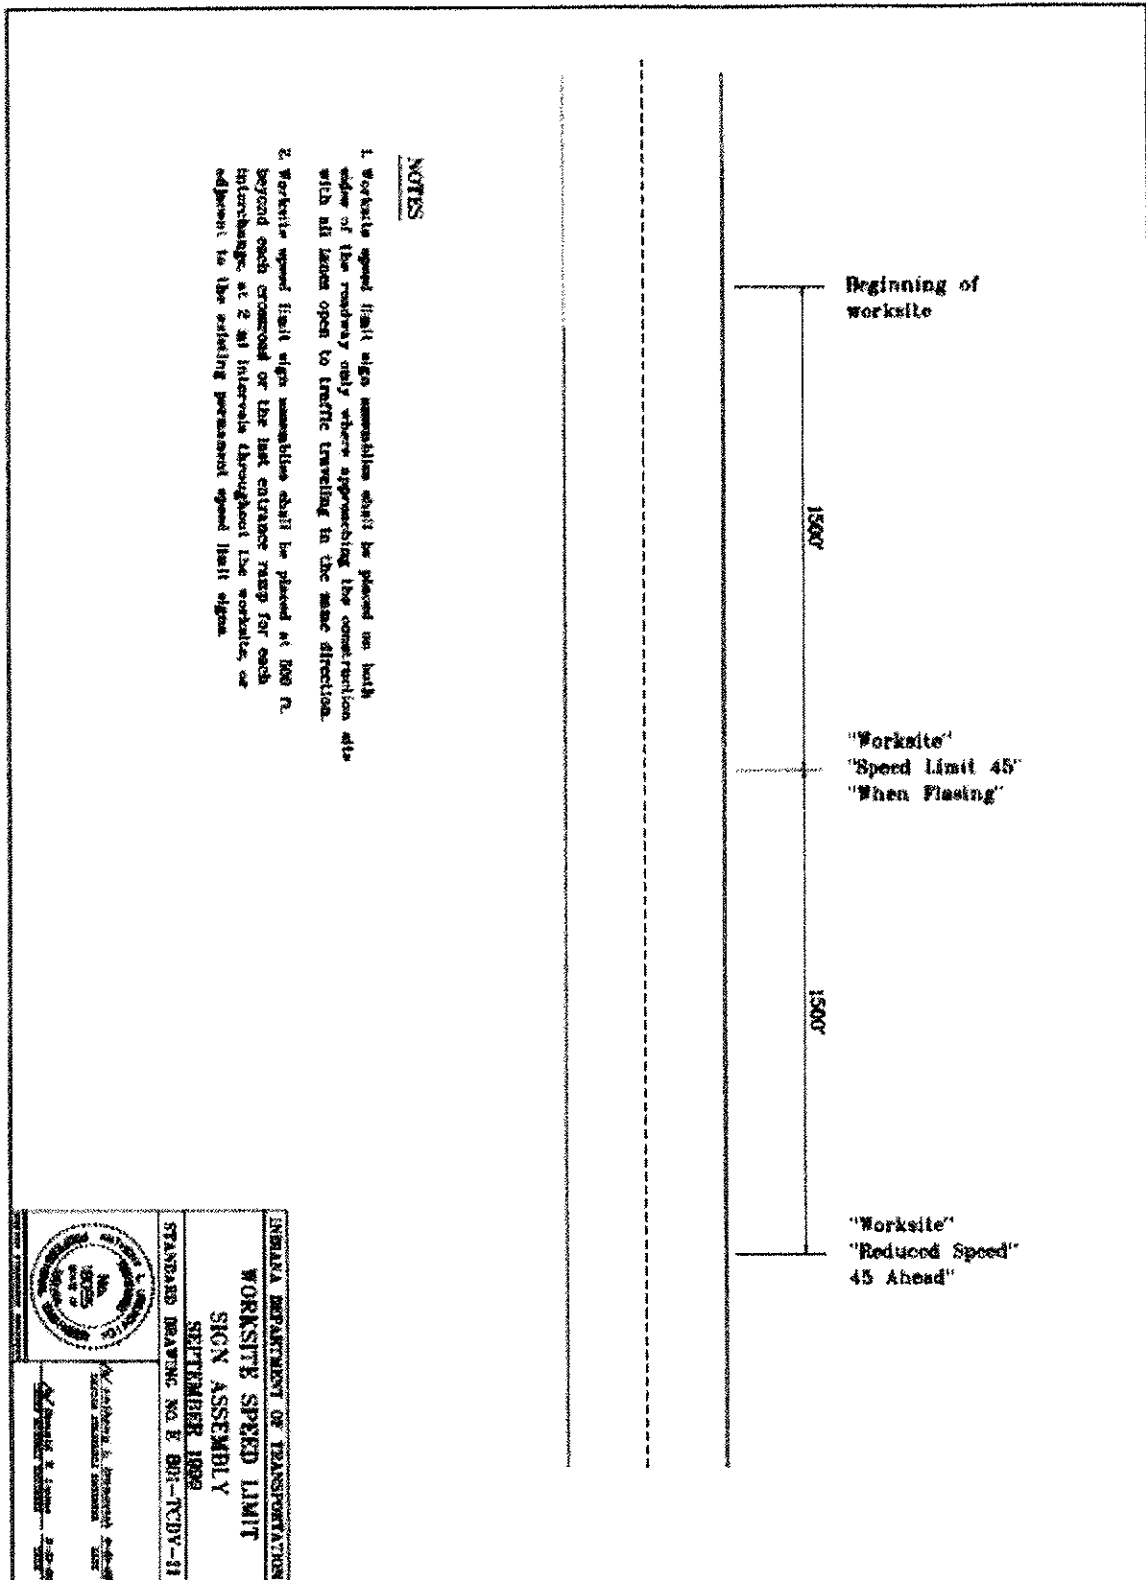 Beginning of
worksite
1500'
"Worksite"
"Speed Limit 45"
"When Flasing"
1500'
"Worksite"
"Reduced Speed"
45 Ahead"
NOTES
1. Worksite speed limit sign assemblies shall be placed on both
sides of the roadway only where approaching the construction site
with all lanes open to traffic traveling in the same direction.
2. Worksite speed limit sign assemblies shall be placed at 500 ft.
beyond each crossroad or the last entrance ramp for each
interchange, at 2 mi intervals throughout the worksite, or
adjacent to the existing permanent speed limit signs.
INDIANA DEPARTMENT OF TRANSPORTATION
WORKSITE SPEED LIMIT
SIGN ASSEMBLY
SEPTEMBER 1999
STANDARD DRAWING NO. E 801-TCDV-11
No.
STATE OF